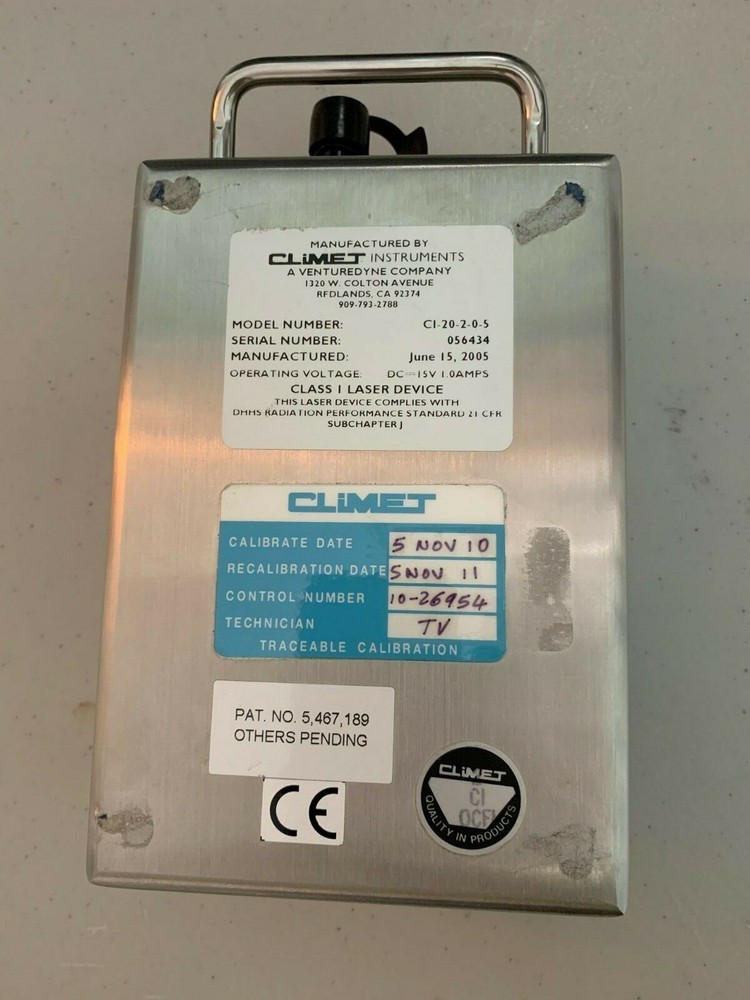 MANUFACTURED BY
CLiMET INSTRUMENTS
A VENTUREDYNE COMPANY
1320 W. COLTON AVENUE
REDLANDS, CA 92374
909-793-2788
MODEL NUMBER: CI-20-2-0-5
SERIAL NUMBER: 056434
MANUFACTURED: June 15, 2005
OPERATING VOLTAGE: DC⎓15V 1.0AMPS
CLASS I LASER DEVICE
THIS LASER DEVICE COMPLIES WITH
DHHS RADIATION PERFORMANCE STANDARD 21 CFR
SUBCHAPTER J
CLiMET
CALIBRATE DATE 5 NOV 10
RECALIBRATION DATE 5 NOV 11
CONTROL NUMBER 10-26954
TECHNICIAN TV
TRACEABLE CALIBRATION
PAT. NO. 5,467,189
OTHERS PENDING
CE
CLiMET
CI
QUALITY IN PRODUCTS